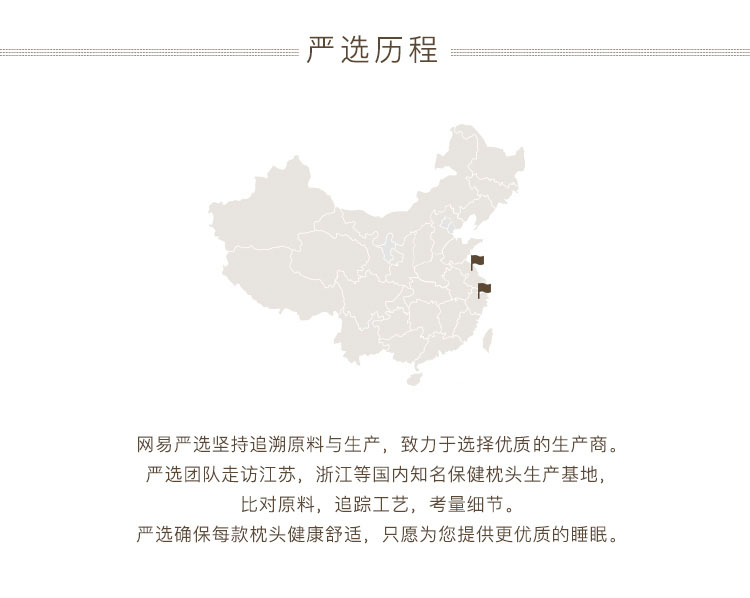 严选历程
网易严选坚持追溯原料与生产，致力于选择优质的生产商。
严选团队走访江苏，浙江等国内知名保健枕头生产基地，
比对原料，追踪工艺，考量细节。
严选确保每款枕头健康舒适，只愿为您提供更优质的睡眠。